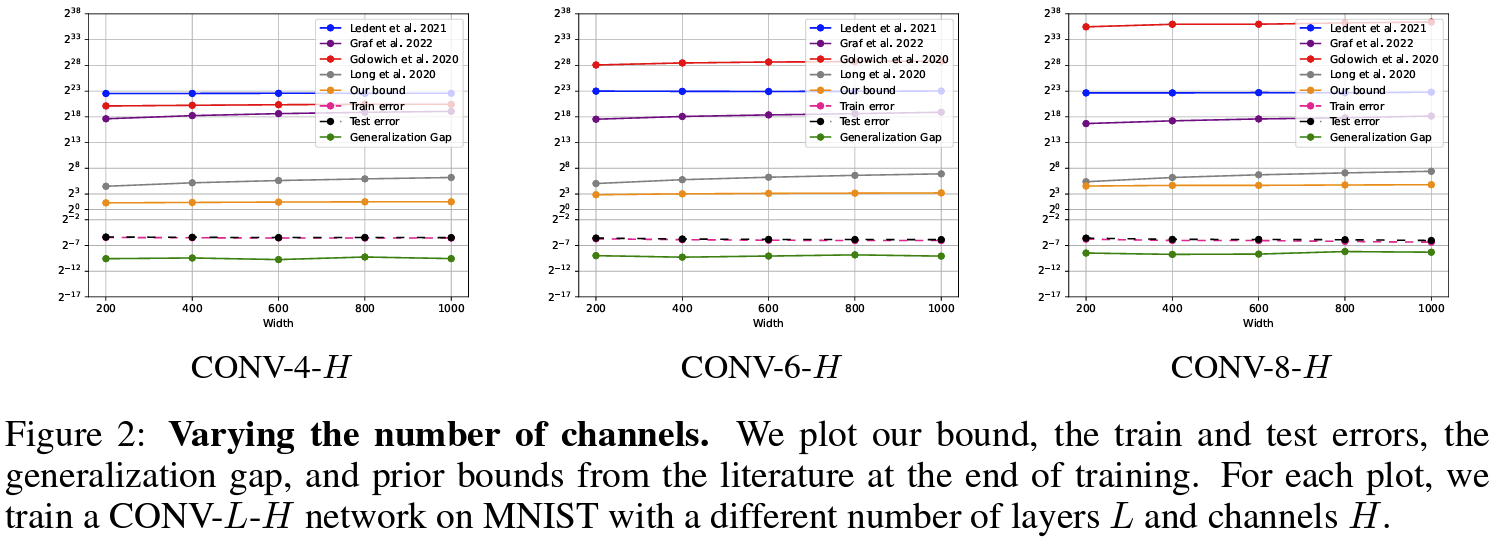 2^38
2^33
2^28
2^23
2^18
2^13
2^8
2^3
2^0
2^−2
2^−7
2^−12
2^−17
200 400 600 800 1000
Width
Ledent et al. 2021
Graf et al. 2022
Golowich et al. 2020
Long et al. 2020
Our bound
Train error
Test error
Generalization Gap
CONV-4-H
2^38
2^33
2^28
2^23
2^18
2^13
2^8
2^3
2^0
2^−2
2^−7
2^−12
2^−17
200 400 600 800 1000
Width
Ledent et al. 2021
Graf et al. 2022
Golowich et al. 2020
Long et al. 2020
Our bound
Train error
Test error
Generalization Gap
CONV-6-H
2^38
2^33
2^28
2^23
2^18
2^13
2^8
2^3
2^0
2^−2
2^−7
2^−12
2^−17
200 400 600 800 1000
Width
Ledent et al. 2021
Graf et al. 2022
Golowich et al. 2020
Long et al. 2020
Our bound
Train error
Test error
Generalization Gap
CONV-8-H
Figure 2: Varying the number of channels. We plot our bound, the train and test errors, the
generalization gap, and prior bounds from the literature at the end of training. For each plot, we
train a CONV-L-H network on MNIST with a different number of layers L and channels H.